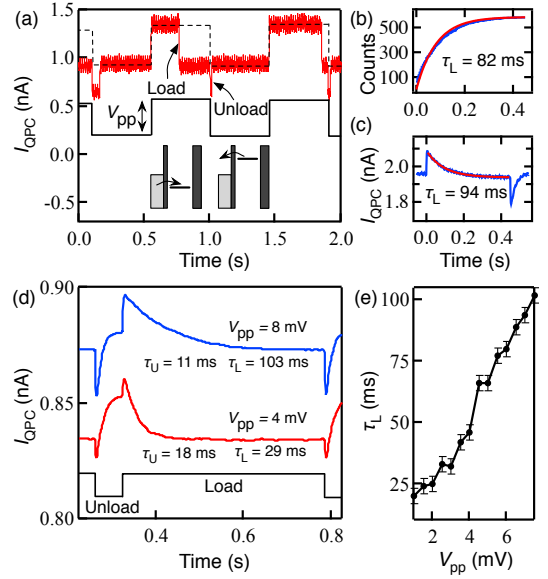 (a)
1.5
1.0
0.5
0.0
-0.5
I_QPC (nA)
Load
Unload
V_pp
0.0 0.5 1.0 1.5 2.0
Time (s)
(b)
500
300
100
Counts
τ_L = 82 ms
0.0 0.2 0.4
(c)
2.0
1.8
I_QPC (nA)
τ_L = 94 ms
0.0 0.2 0.4
Time (s)
(d)
0.90
0.85
0.80
I_QPC (nA)
V_pp = 8 mV
τ_U = 11 ms τ_L = 103 ms
V_pp = 4 mV
τ_U = 18 ms τ_L = 29 ms
Load
Unload
0.4 0.6 0.8
Time (s)
(e)
100
75
50
25
τ_L (ms)
2 4 6
V_pp (mV)